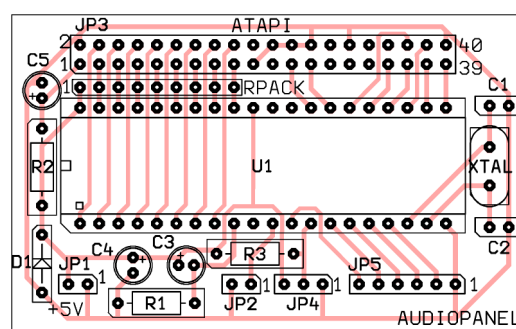 JP3 ATAPI
2 40
C5 1 39
+ 1 RPACK C1
R2 U1 XTAL
C4 + C3 + R3 C2
D1 JP1 1 JP2 1 JP4 1 JP5 1
+5V R1 AUDIOPANEL